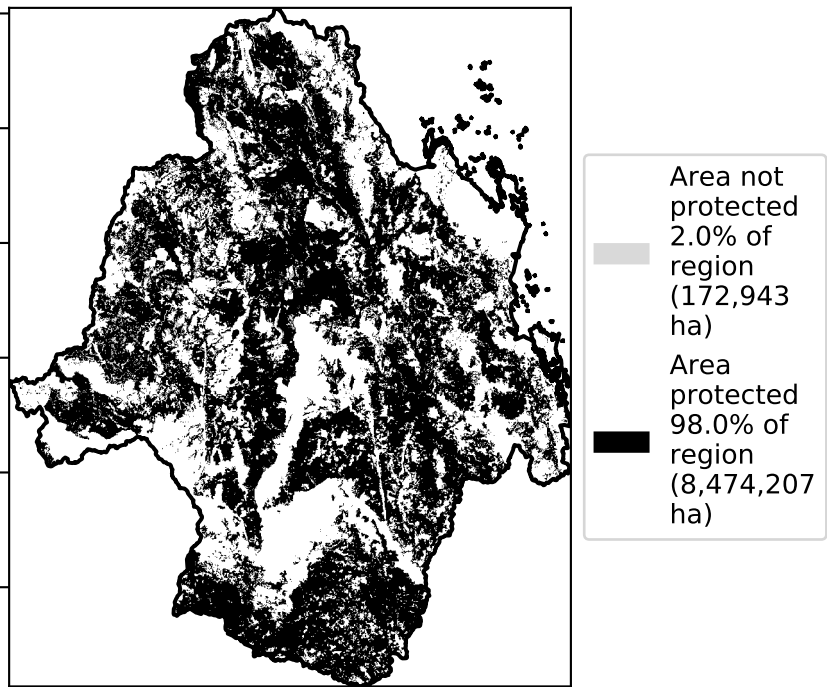 Area not
protected
2.0% of
region
(172,943
ha)
Area
protected
98.0% of
region
(8,474,207
ha)